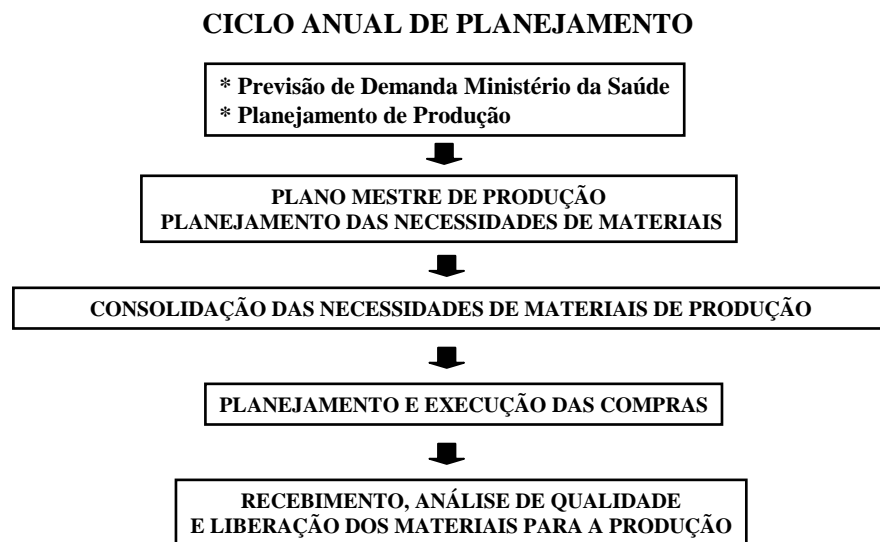 CICLO ANUAL DE PLANEJAMENTO
* Previsão de Demanda Ministério da Saúde
* Planejamento de Produção
PLANO MESTRE DE PRODUÇÃO
PLANEJAMENTO DAS NECESSIDADES DE MATERIAIS
CONSOLIDAÇÃO DAS NECESSIDADES DE MATERIAIS DE PRODUÇÃO
PLANEJAMENTO E EXECUÇÃO DAS COMPRAS
RECEBIMENTO, ANÁLISE DE QUALIDADE
E LIBERAÇÃO DOS MATERIAIS PARA A PRODUÇÃO